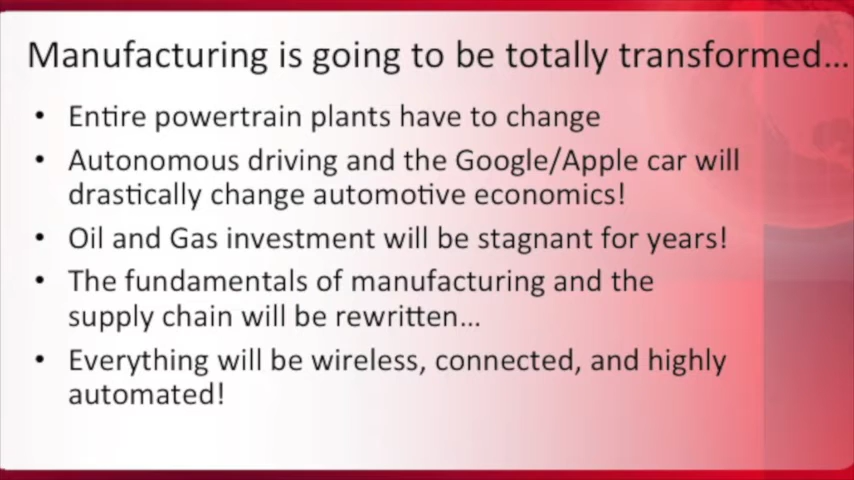 Manufacturing is going to be totally transformed...
• Entire powertrain plants have to change
• Autonomous driving and the Google/Apple car will
drastically change automotive economics!
• Oil and Gas investment will be stagnant for years!
• The fundamentals of manufacturing and the
supply chain will be rewritten...
• Everything will be wireless, connected, and highly
automated!